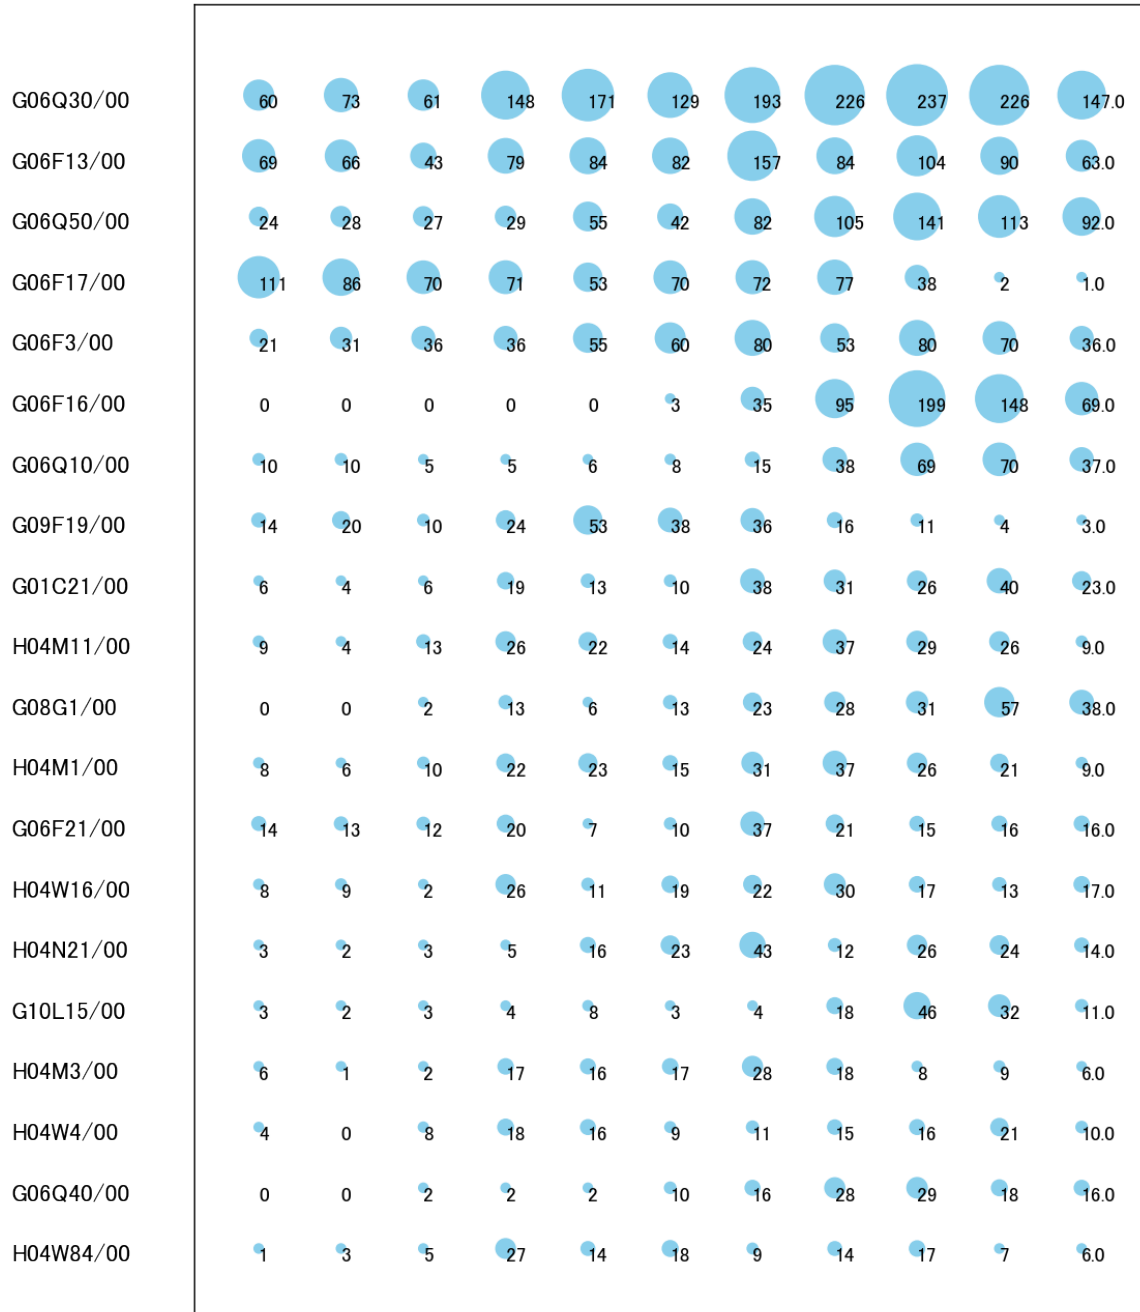 G06Q30/00 60 73 61 148 171 129 193 226 237 226 147.0
G06F13/00 69 66 43 79 84 82 157 84 104 90 63.0
G06Q50/00 24 28 27 29 55 42 82 105 141 113 92.0
G06F17/00 111 86 70 71 53 70 72 77 38 2 1.0
G06F3/00 21 31 36 36 55 60 80 53 80 70 36.0
G06F16/00 0 0 0 0 0 3 35 95 199 148 69.0
G06Q10/00 10 10 5 5 6 8 15 38 69 70 37.0
G09F19/00 14 20 10 24 53 38 36 16 11 4 3.0
G01C21/00 6 4 6 19 13 10 38 31 26 40 23.0
H04M11/00 9 4 13 26 22 14 24 37 29 26 9.0
G08G1/00 0 0 2 13 6 13 23 28 31 57 38.0
H04M1/00 8 6 10 22 23 15 31 37 26 21 9.0
G06F21/00 14 13 12 20 7 10 37 21 15 16 16.0
H04W16/00 8 9 2 26 11 19 22 30 17 13 17.0
H04N21/00 3 2 3 5 16 23 43 12 26 24 14.0
G10L15/00 3 2 3 4 8 3 4 18 46 32 11.0
H04M3/00 6 1 2 17 16 17 28 18 8 9 6.0
H04W4/00 4 0 8 18 16 9 11 15 16 21 10.0
G06Q40/00 0 0 2 2 2 10 16 28 29 18 16.0
H04W84/00 1 3 5 27 14 18 9 14 17 7 6.0